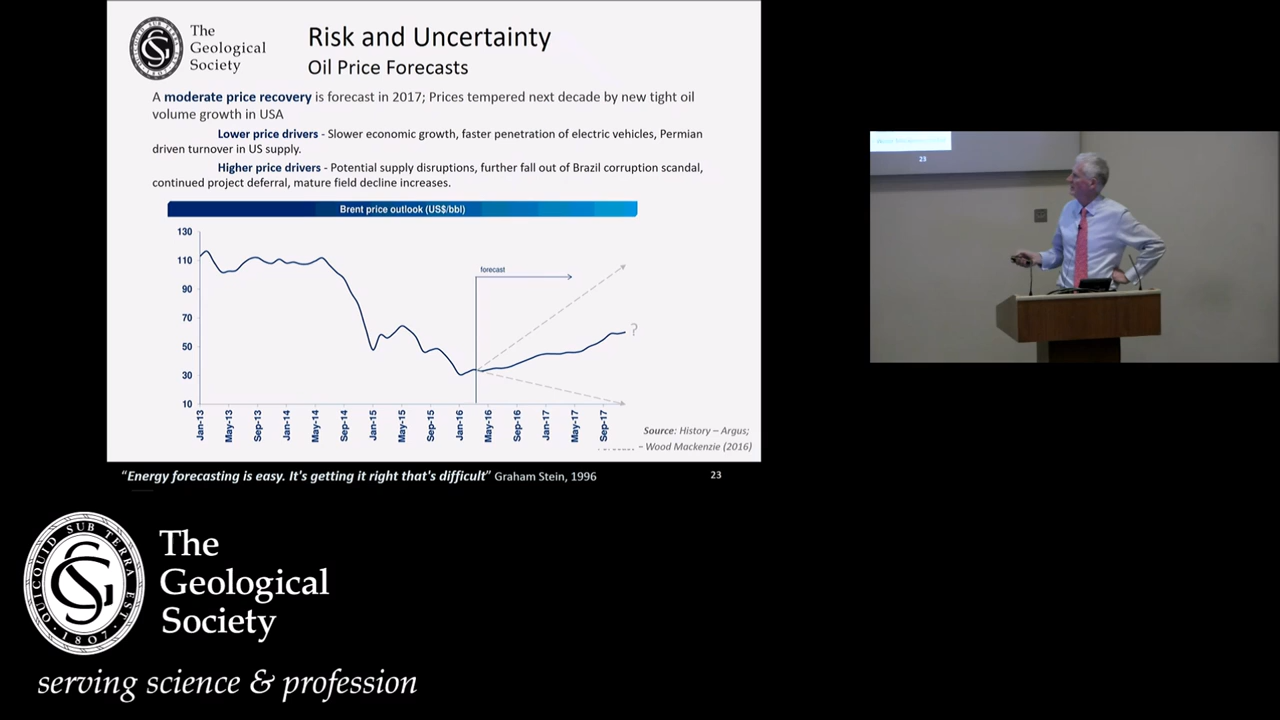 The
Geological
Society
Risk and Uncertainty
Oil Price Forecasts
A moderate price recovery is forecast in 2017; Prices tempered next decade by new tight oil
volume growth in USA
Lower price drivers - Slower economic growth, faster penetration of electric vehicles, Permian
driven turnover in US supply.
Higher price drivers - Potential supply disruptions, further fall out of Brazil corruption scandal,
continued project deferral, mature field decline increases.
Brent price outlook (US$/bbl)
130
110
90
70
50
30
10
forecast
?
Jan-13
May-13
Sep-13
Jan-14
May-14
Sep-14
Jan-15
May-15
Sep-15
Jan-16
May-16
Sep-16
Jan-17
May-17
Sep-17
Source: History – Argus;
– Wood Mackenzie (2016)
"Energy forecasting is easy. It's getting it right that's difficult" Graham Stein, 1996
23
23
QUICQUID SUB TERRA EST
1807
The
Geological
Society
serving science & profession